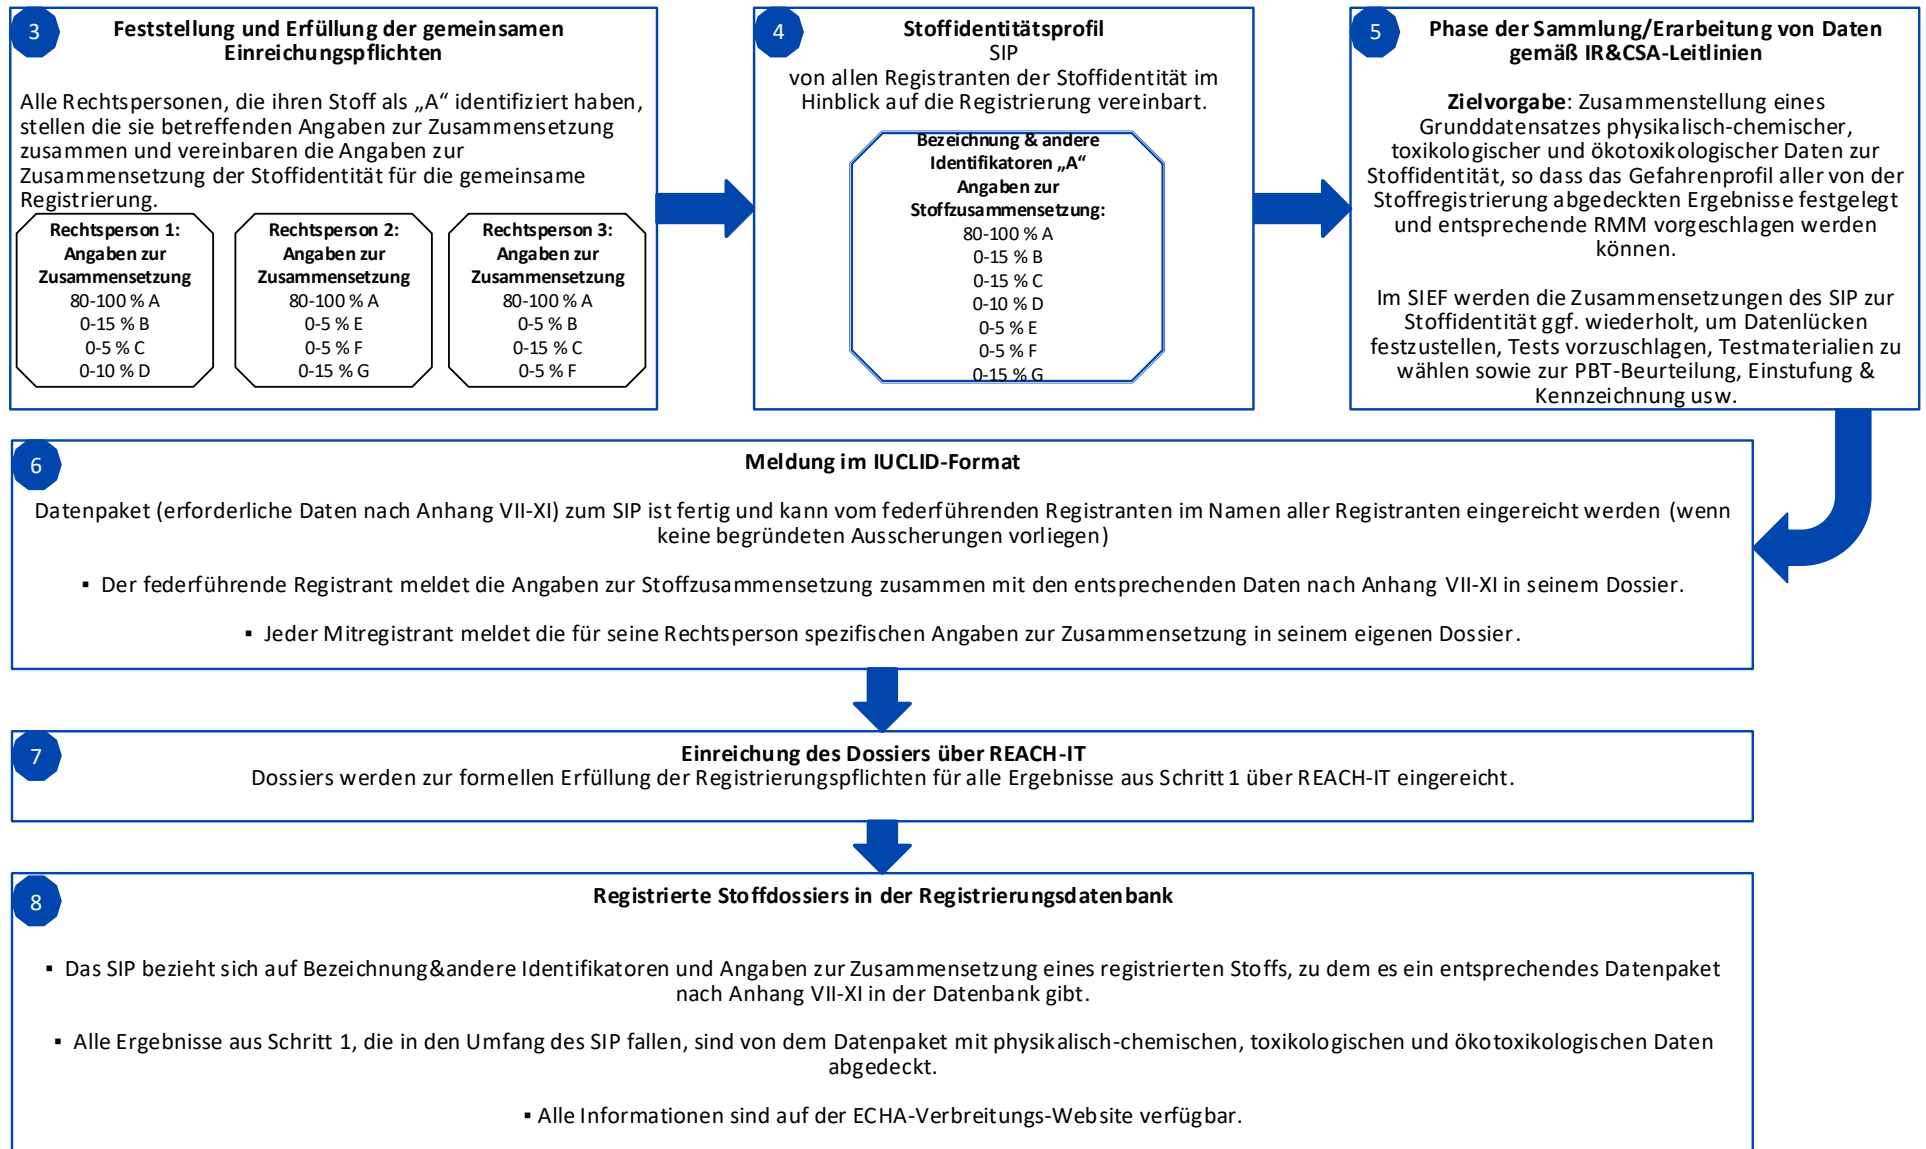 3
Feststellung und Erfüllung der gemeinsamen
Einreichungspflichten
Alle Rechtspersonen, die ihren Stoff als „A“ identifiziert haben,
stellen die sie betreffenden Angaben zur Zusammensetzung
zusammen und vereinbaren die Angaben zur
Zusammensetzung der Stoffidentität für die gemeinsame
Registrierung.
Rechtsperson 1:
Angaben zur
Zusammensetzung
80-100 % A
0-15 % B
0-5 % C
0-10 % D
Rechtsperson 2:
Angaben zur
Zusammensetzung
80-100 % A
0-5 % E
0-5 % F
0-15 % G
Rechtsperson 3:
Angaben zur
Zusammensetzung
80-100 % A
0-5 % B
0-15 % C
0-5 % F
4
Stoffidentitätsprofil
SIP
von allen Registranten der Stoffidentität im
Hinblick auf die Registrierung vereinbart.
Bezeichnung & andere
Identifikatoren „A“
Angaben zur
Stoffzusammensetzung:
80-100 % A
0-15 % B
0-15 % C
0-10 % D
0-5 % E
0-5 % F
0-15 % G
5
Phase der Sammlung/Erarbeitung von Daten
gemäß IR&CSA-Leitlinien
Zielvorgabe: Zusammenstellung eines
Grunddatensatzes physikalisch-chemischer,
toxikologischer und ökotoxikologischer Daten zur
Stoffidentität, so dass das Gefahrenprofil aller von der
Stoffregistrierung abgedeckten Ergebnisse festgelegt
und entsprechende RMM vorgeschlagen werden
können.
Im SIEF werden die Zusammensetzungen des SIP zur
Stoffidentität ggf. wiederholt, um Datenlücken
festzustellen, Tests vorzuschlagen, Testmaterialien zu
wählen sowie zur PBT-Beurteilung, Einstufung &
Kennzeichnung usw.
6
Meldung im IUCLID-Format
Datenpaket (erforderliche Daten nach Anhang VII-XI) zum SIP ist fertig und kann vom federführenden Registranten im Namen aller Registranten eingereicht werden (wenn
keine begründeten Ausscherungen vorliegen)
▪ Der federführende Registrant meldet die Angaben zur Stoffzusammensetzung zusammen mit den entsprechenden Daten nach Anhang VII-XI in seinem Dossier.
▪ Jeder Mitregistrant meldet die für seine Rechtsperson spezifischen Angaben zur Zusammensetzung in seinem eigenen Dossier.
7
Einreichung des Dossiers über REACH-IT
Dossiers werden zur formellen Erfüllung der Registrierungspflichten für alle Ergebnisse aus Schritt 1 über REACH-IT eingereicht.
8
Registrierte Stoffdossiers in der Registrierungsdatenbank
▪ Das SIP bezieht sich auf Bezeichnung&andere Identifikatoren und Angaben zur Zusammensetzung eines registrierten Stoffs, zu dem es ein entsprechendes Datenpaket
nach Anhang VII-XI in der Datenbank gibt.
▪ Alle Ergebnisse aus Schritt 1, die in den Umfang des SIP fallen, sind von dem Datenpaket mit physikalisch-chemischen, toxikologischen und ökotoxikologischen Daten
abgedeckt.
▪ Alle Informationen sind auf der ECHA-Verbreitungs-Website verfügbar.